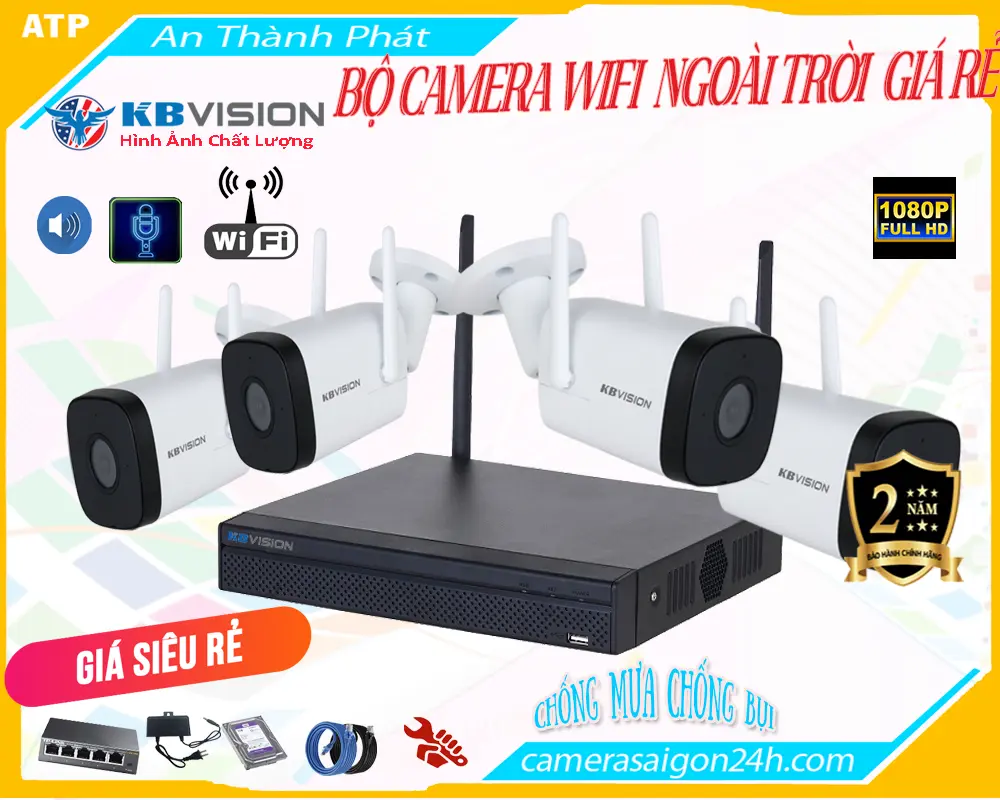 ATP
An Thành Phát
BỘ CAMERA WIFI NGOÀI TRỜI GIÁ RẺ
KBVISION
Hình Ảnh Chất Lượng
WiFi
1080P
FULL HD
KBVISION
KBVISION
KBVISION
KBVISION
2
NĂM
BẢO HÀNH CHÍNH HÃNG
KBVISION
GIÁ SIÊU RẺ
CHỐNG MƯA CHỐNG BỤI
camerasaigon24h.com